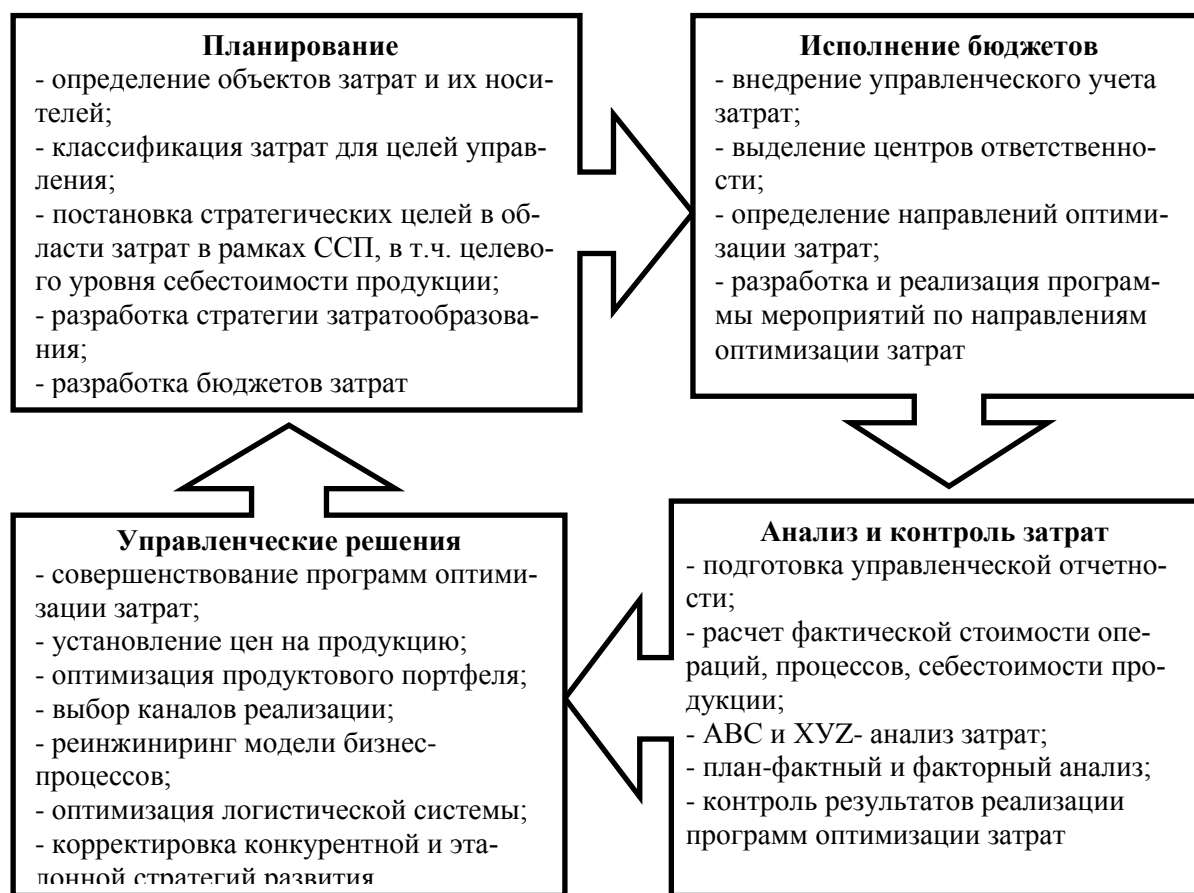 Планирование
- определение объектов затрат и их носи-
телей;
- классификация затрат для целей управ-
ления;
- постановка стратегических целей в об-
ласти затрат в рамках ССП, в т.ч. целево-
го уровня себестоимости продукции;
- разработка стратегии затратообразова-
ния;
- разработка бюджетов затрат
Исполнение бюджетов
- внедрение управленческого учета
затрат;
- выделение центров ответственно-
сти;
- определение направлений оптими-
зации затрат;
- разработка и реализация програм-
мы мероприятий по направлениям
оптимизации затрат
Управленческие решения
- совершенствование программ оптими-
зации затрат;
- установление цен на продукцию;
- оптимизация продуктового портфеля;
- выбор каналов реализации;
- реинжиниринг модели бизнес-
процессов;
- оптимизация логистической системы;
- корректировка конкурентной и эта-
лонной стратегий развития
Анализ и контроль затрат
- подготовка управленческой отчетно-
сти;
- расчет фактической стоимости опе-
раций, процессов, себестоимости про-
дукции;
- АВС и ХУZ- анализ затрат;
- план-фактный и факторный анализ;
- контроль результатов реализации
программ оптимизации затрат